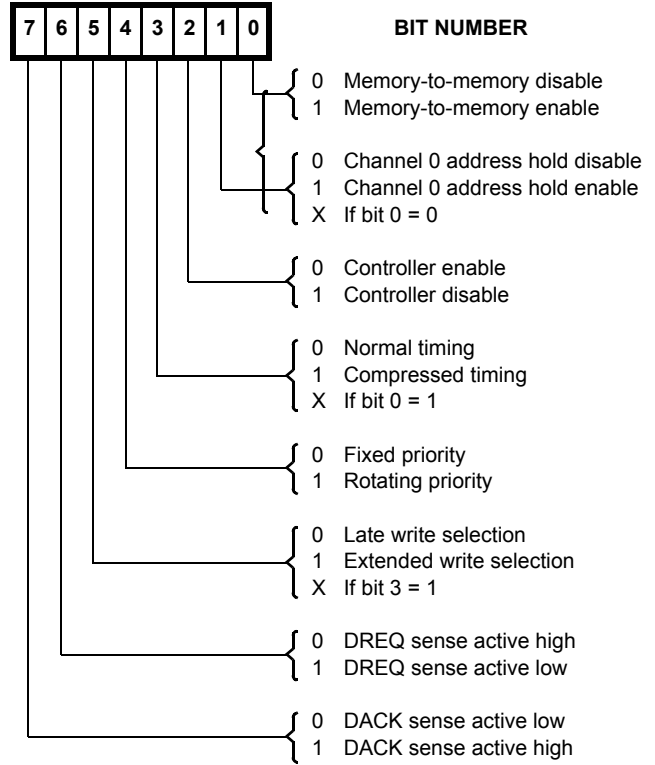 7 6 5 4 3 2 1 0 BIT NUMBER
0 Memory-to-memory disable
1 Memory-to-memory enable
0 Channel 0 address hold disable
1 Channel 0 address hold enable
X If bit 0 = 0
0 Controller enable
1 Controller disable
0 Normal timing
1 Compressed timing
X If bit 0 = 1
0 Fixed priority
1 Rotating priority
0 Late write selection
1 Extended write selection
X If bit 3 = 1
0 DREQ sense active high
1 DREQ sense active low
0 DACK sense active low
1 DACK sense active high